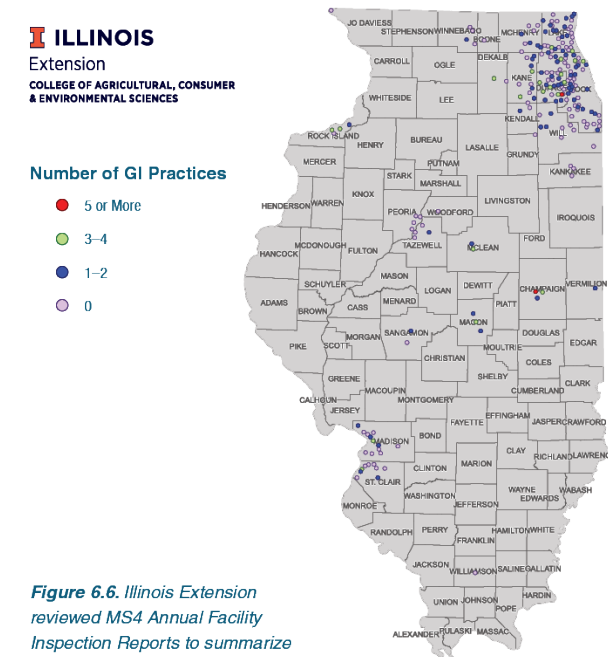 ILLINOIS
Extension
COLLEGE OF AGRICULTURAL, CONSUMER
& ENVIRONMENTAL SCIENCES
Number of GI Practices
5 or More
3–4
1–2
0
JO DAVIESS
STEPHENSON
WINNEBAGO
BOONE
MCHENRY
CARROLL
OGLE
DEKALB
KANE
COOK
WHITESIDE
LEE
KENDALL
WILL
ROCK ISLAND
HENRY
BUREAU
LASALLE
GRUNDY
MERCER
PUTNAM
KANKAKEE
STARK
MARSHALL
KNOX
HENDERSON
WARREN
PEORIA
WOODFORD
LIVINGSTON
IROQUOIS
FORD
HANCOCK
MCDONOUGH
FULTON
TAZEWELL
MCLEAN
MASON
SCHUYLER
LOGAN
DEWITT
CHAMPAIGN
VERMILION
ADAMS
BROWN
CASS
MENARD
PIATT
MACON
MORGAN
SANGAMON
DOUGLAS
EDGAR
PIKE
SCOTT
MOULTRIE
CHRISTIAN
COLES
SHELBY
GREENE
MACOUPIN
CUMBERLAND
CLARK
CALHOUN
JERSEY
MONTGOMERY
FAYETTE
EFFINGHAM
JASPER
CRAWFORD
MADISON
BOND
CLAY
RICHLAND
LAWRENC
CLINTON
MARION
ST. CLAIR
WAYNE
EDWARDS
WABASH
WASHINGTON
MONROE
JEFFERSON
RANDOLPH
PERRY
HAMILTON
WHITE
FRANKLIN
JACKSON
WILLIAMSON
SALINE
GALLATIN
UNION
JOHNSON
POPE
HARDIN
ALEXANDER
PULASKI
MASSAC
Figure 6.6. Illinois Extension
reviewed MS4 Annual Facility
Inspection Reports to summarize